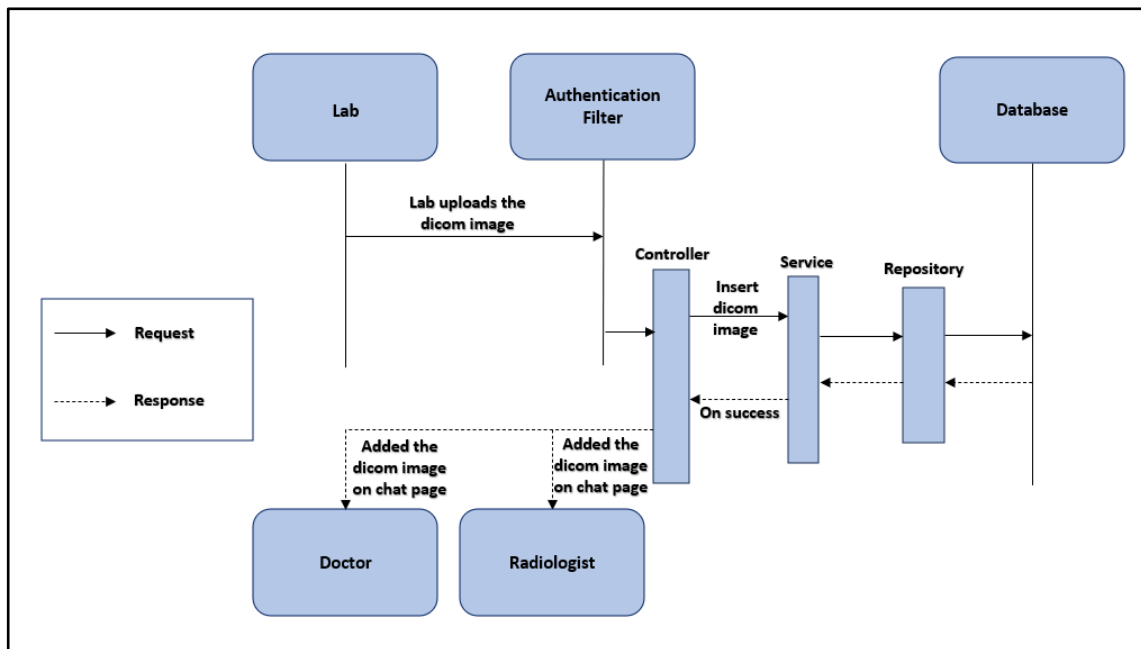 Lab
Authentication
Filter
Database
Lab uploads the
dicom image
Controller
Service
Repository
Insert
dicom
image
Request
Response
On success
Added the
dicom image
on chat page
Added the
dicom image
on chat page
Doctor
Radiologist